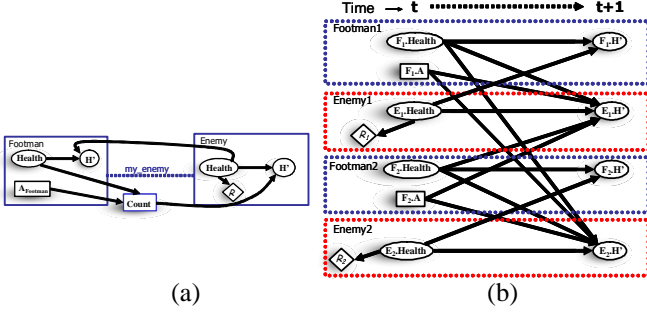 Footman
Health
H'
my_enemy
Enemy
Health
H'
R
A_Footman
Count
(a)
Time
t
t+1
Footman1
F₁.Health
F₁.H'
F₁.A
Enemy1
E₁.Health
E₁.H'
R₁
Footman2
F₂.Health
F₂.H'
F₂.A
Enemy2
E₂.Health
E₂.H'
R₂
(b)